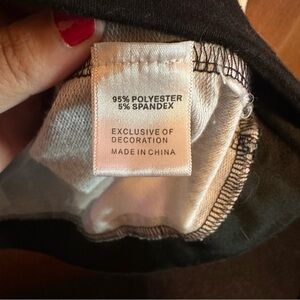 95% POLYESTER
5% SPANDEX
EXCLUSIVE OF
DECORATION
MADE IN CHINA